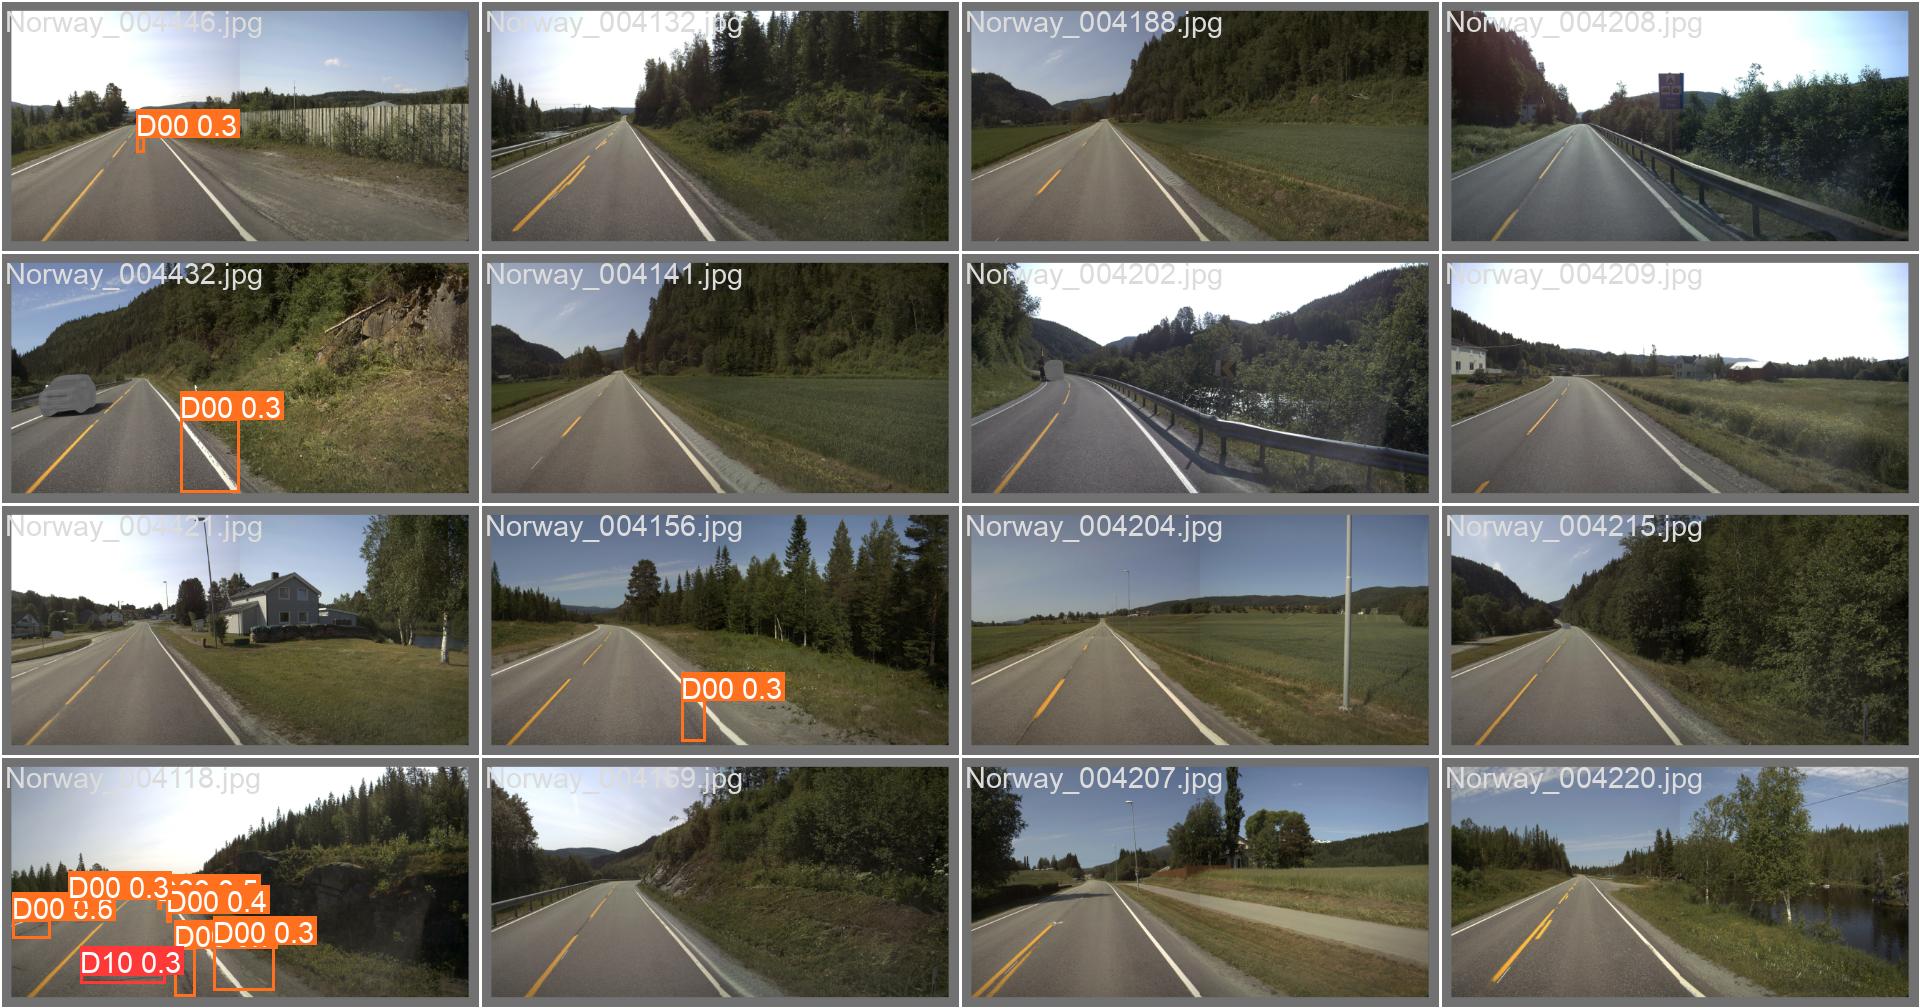 Norway_004446.jpg
Norway_004132.jpg
Norway_004188.jpg
Norway_004208.jpg
D00 0.3
Norway_004432.jpg
Norway_004141.jpg
Norway_004202.jpg
Norway_004209.jpg
D00 0.3
Norway_004421.jpg
Norway_004156.jpg
Norway_004204.jpg
Norway_004215.jpg
D00 0.3
Norway_004118.jpg
Norway_004169.jpg
Norway_004207.jpg
Norway_004220.jpg
D00 0.3
D00 0.6
D00 0.4
D00 0.3
D10 0.3